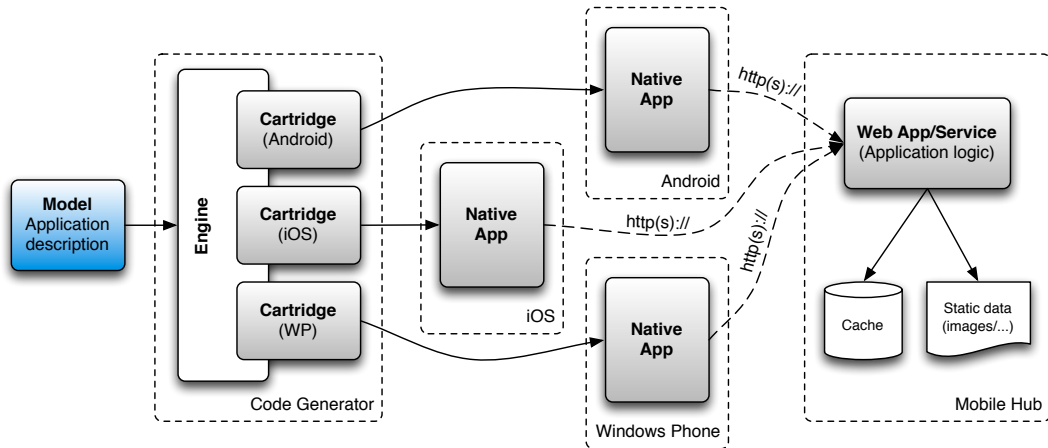 Model
Application
description
Engine
Cartridge
(Android)
Cartridge
(iOS)
Cartridge
(WP)
Code Generator
Native
App
iOS
Native
App
Android
Native
App
Windows Phone
http(s)://
http(s)://
http(s)://
Web App/Service
(Application logic)
Cache
Static data
(images/...)
Mobile Hub